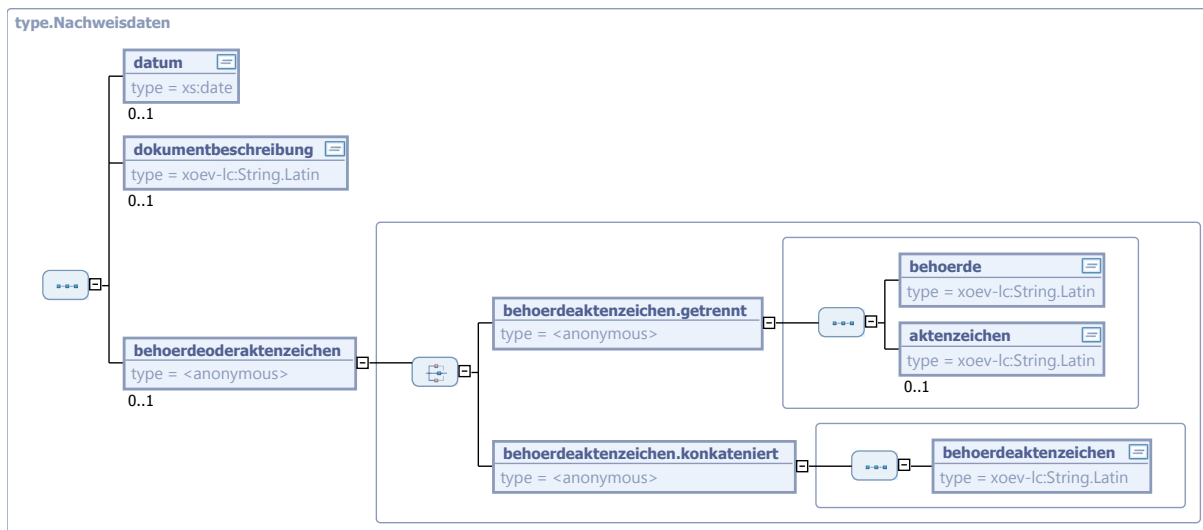 type.Nachweisdaten
datum
type = xs:date
0..1
dokumentbeschreibung
type = xoev-lc:String.Latin
0..1
behoerdeoderaktenzeichen
type = <anonymous>
0..1
behoerdeaktenzeichen.getrennt
type = <anonymous>
behoerde
type = xoev-lc:String.Latin
aktenzeichen
type = xoev-lc:String.Latin
0..1
behoerdeaktenzeichen.konkateniert
type = <anonymous>
behoerdeaktenzeichen
type = xoev-lc:String.Latin